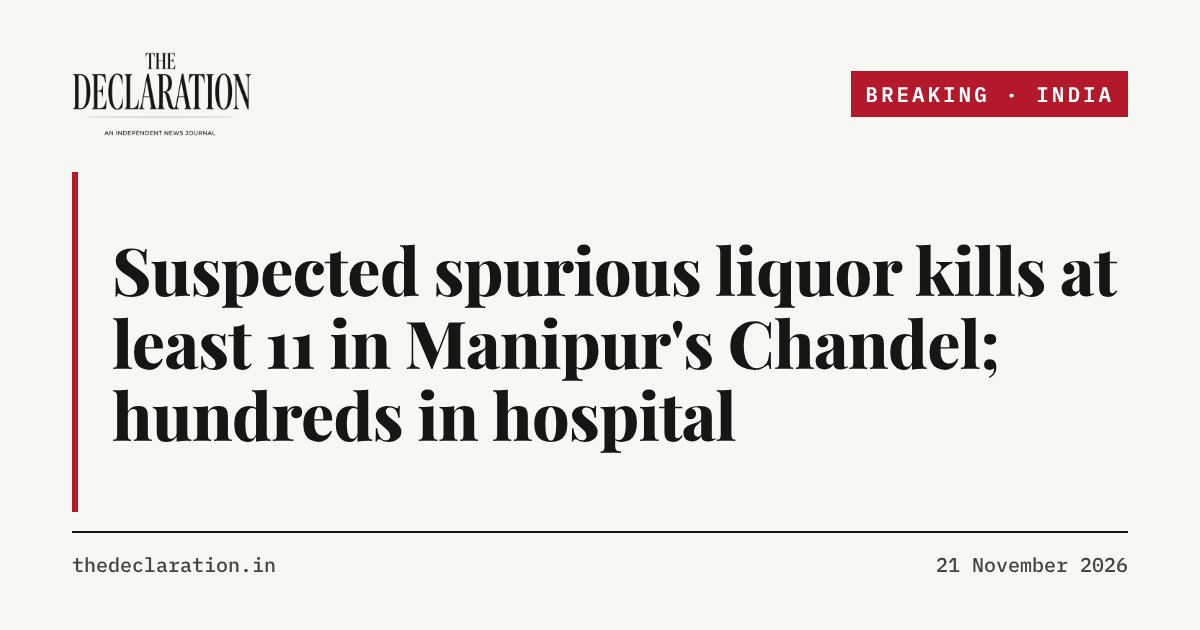 THE
DECLARATION
AN INDEPENDENT NEWS JOURNAL
BREAKING · INDIA
Suspected spurious liquor kills at
least 11 in Manipur's Chandel;
hundreds in hospital
thedeclaration.in
21 November 2026